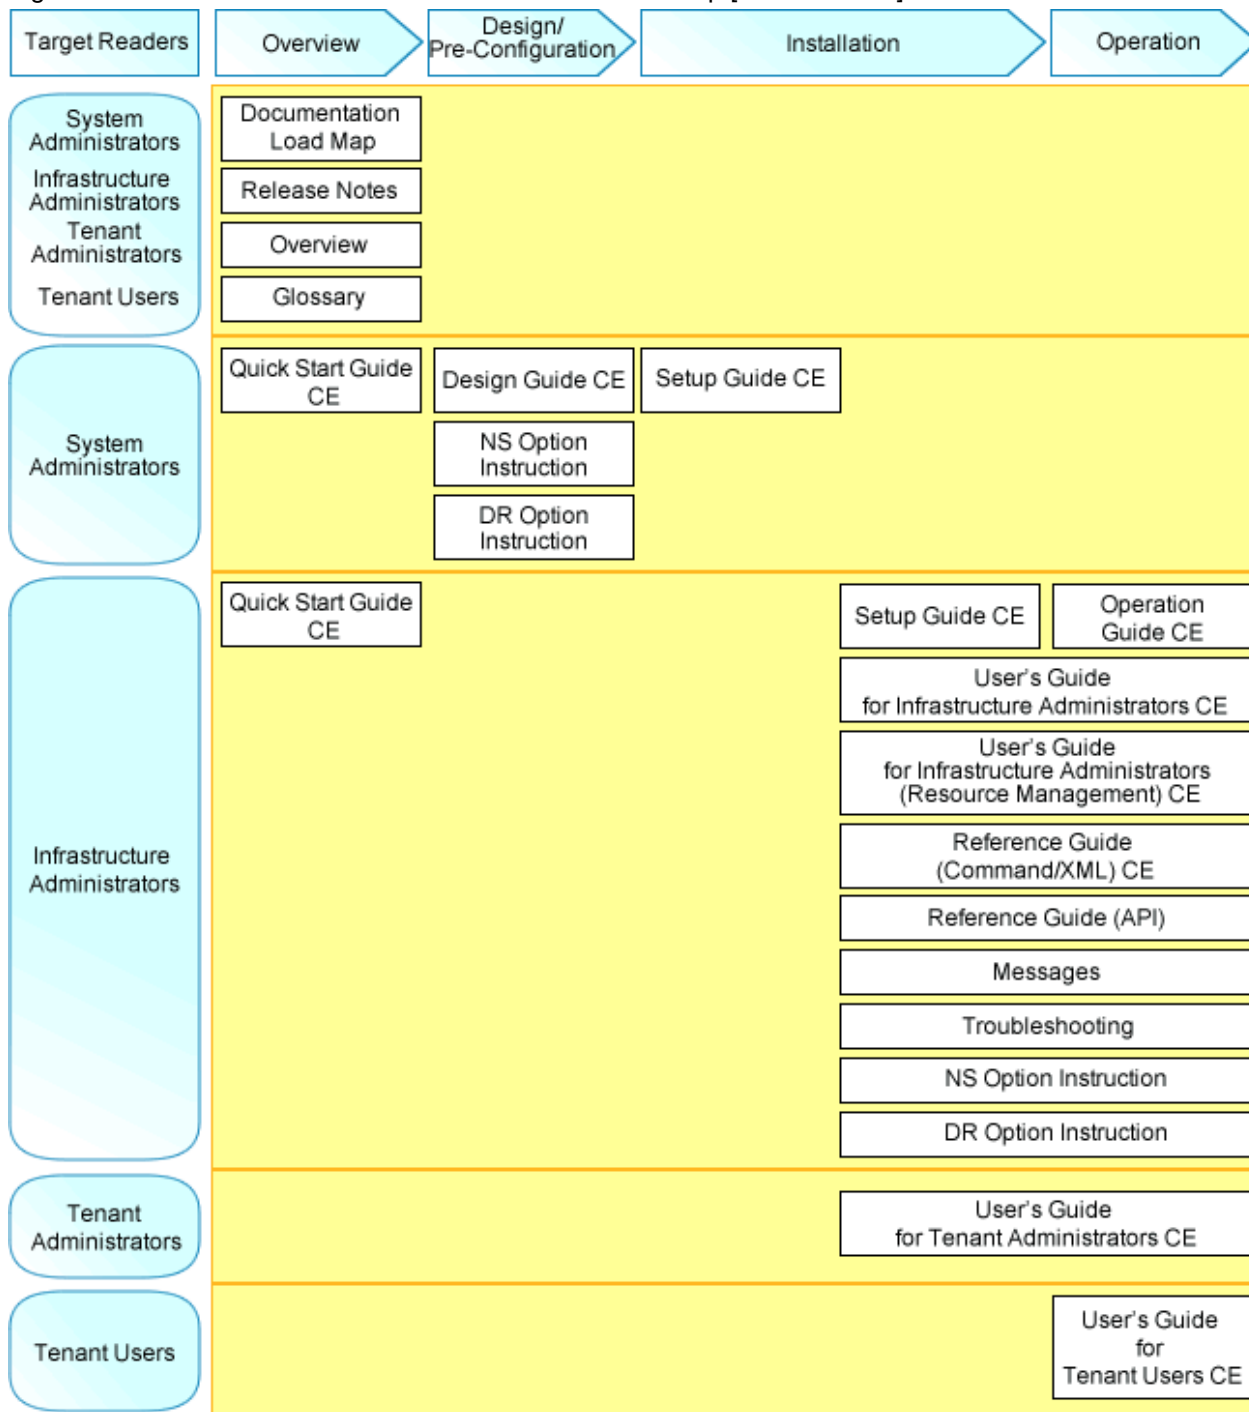 Target Readers
Overview
Design/
Pre-Configuration
Installation
Operation
System
Administrators
Infrastructure
Administrators
Tenant
Administrators
Tenant Users
Documentation
Load Map
Release Notes
Overview
Glossary
System
Administrators
Quick Start Guide
CE
Design Guide CE
Setup Guide CE
NS Option
Instruction
DR Option
Instruction
Infrastructure
Administrators
Quick Start Guide
CE
Setup Guide CE
Operation
Guide CE
User's Guide
for Infrastructure Administrators CE
User's Guide
for Infrastructure Administrators
(Resource Management) CE
Reference Guide
(Command/XML) CE
Reference Guide (API)
Messages
Troubleshooting
NS Option Instruction
DR Option Instruction
Tenant
Administrators
User's Guide
for Tenant Administrators CE
Tenant Users
User's Guide
for
Tenant Users CE